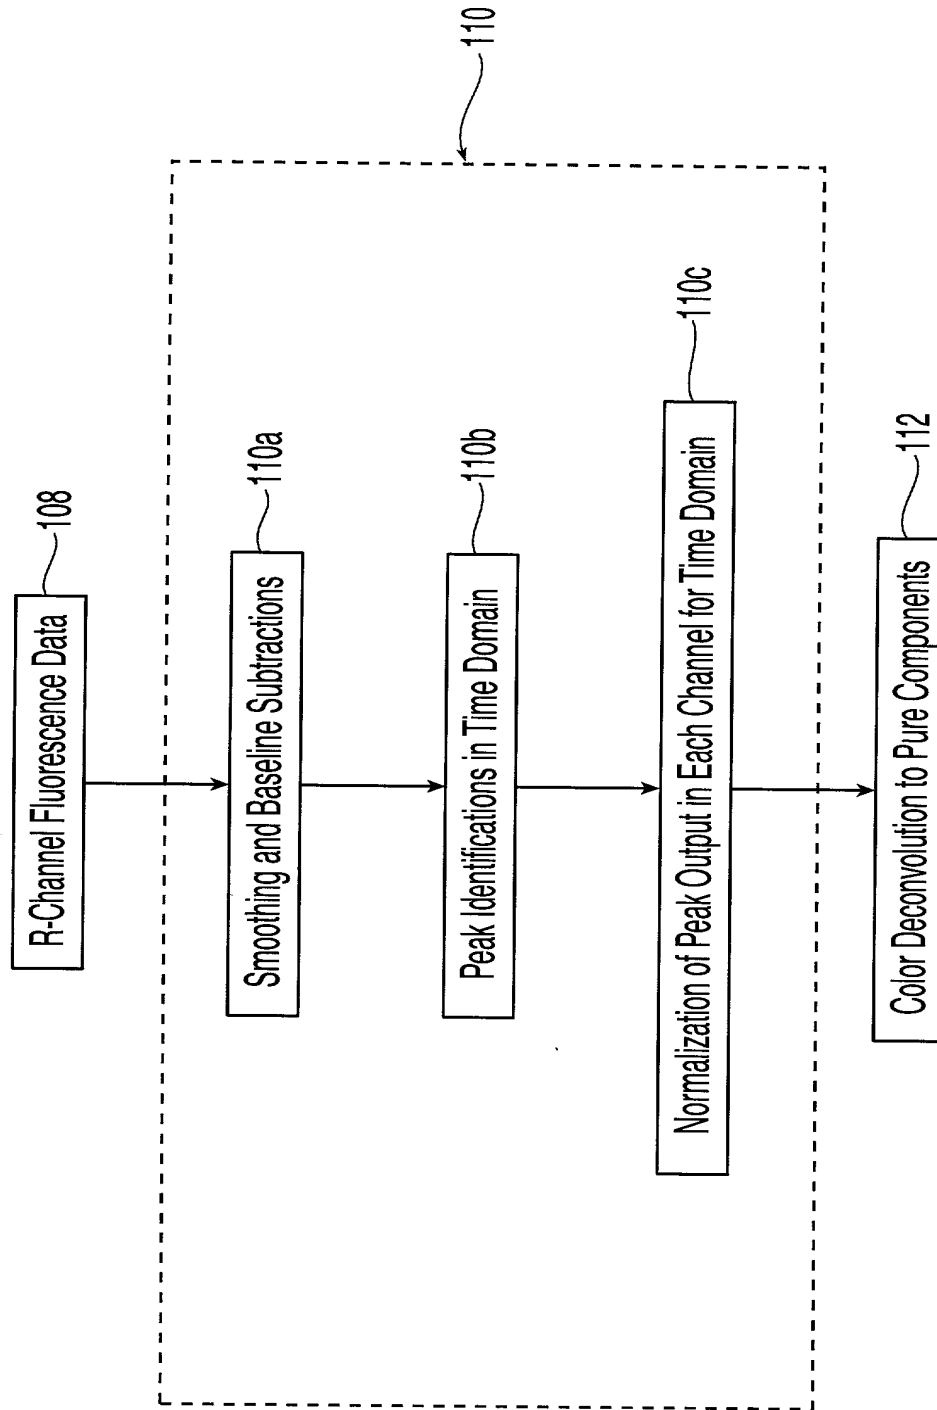 R-Channel Fluorescence Data
108
110
Smoothing and Baseline Subtractions
110a
Peak Identifications in Time Domain
110b
Normalization of Peak Output in Each Channel for Time Domain
110c
Color Deconvolution to Pure Components
112